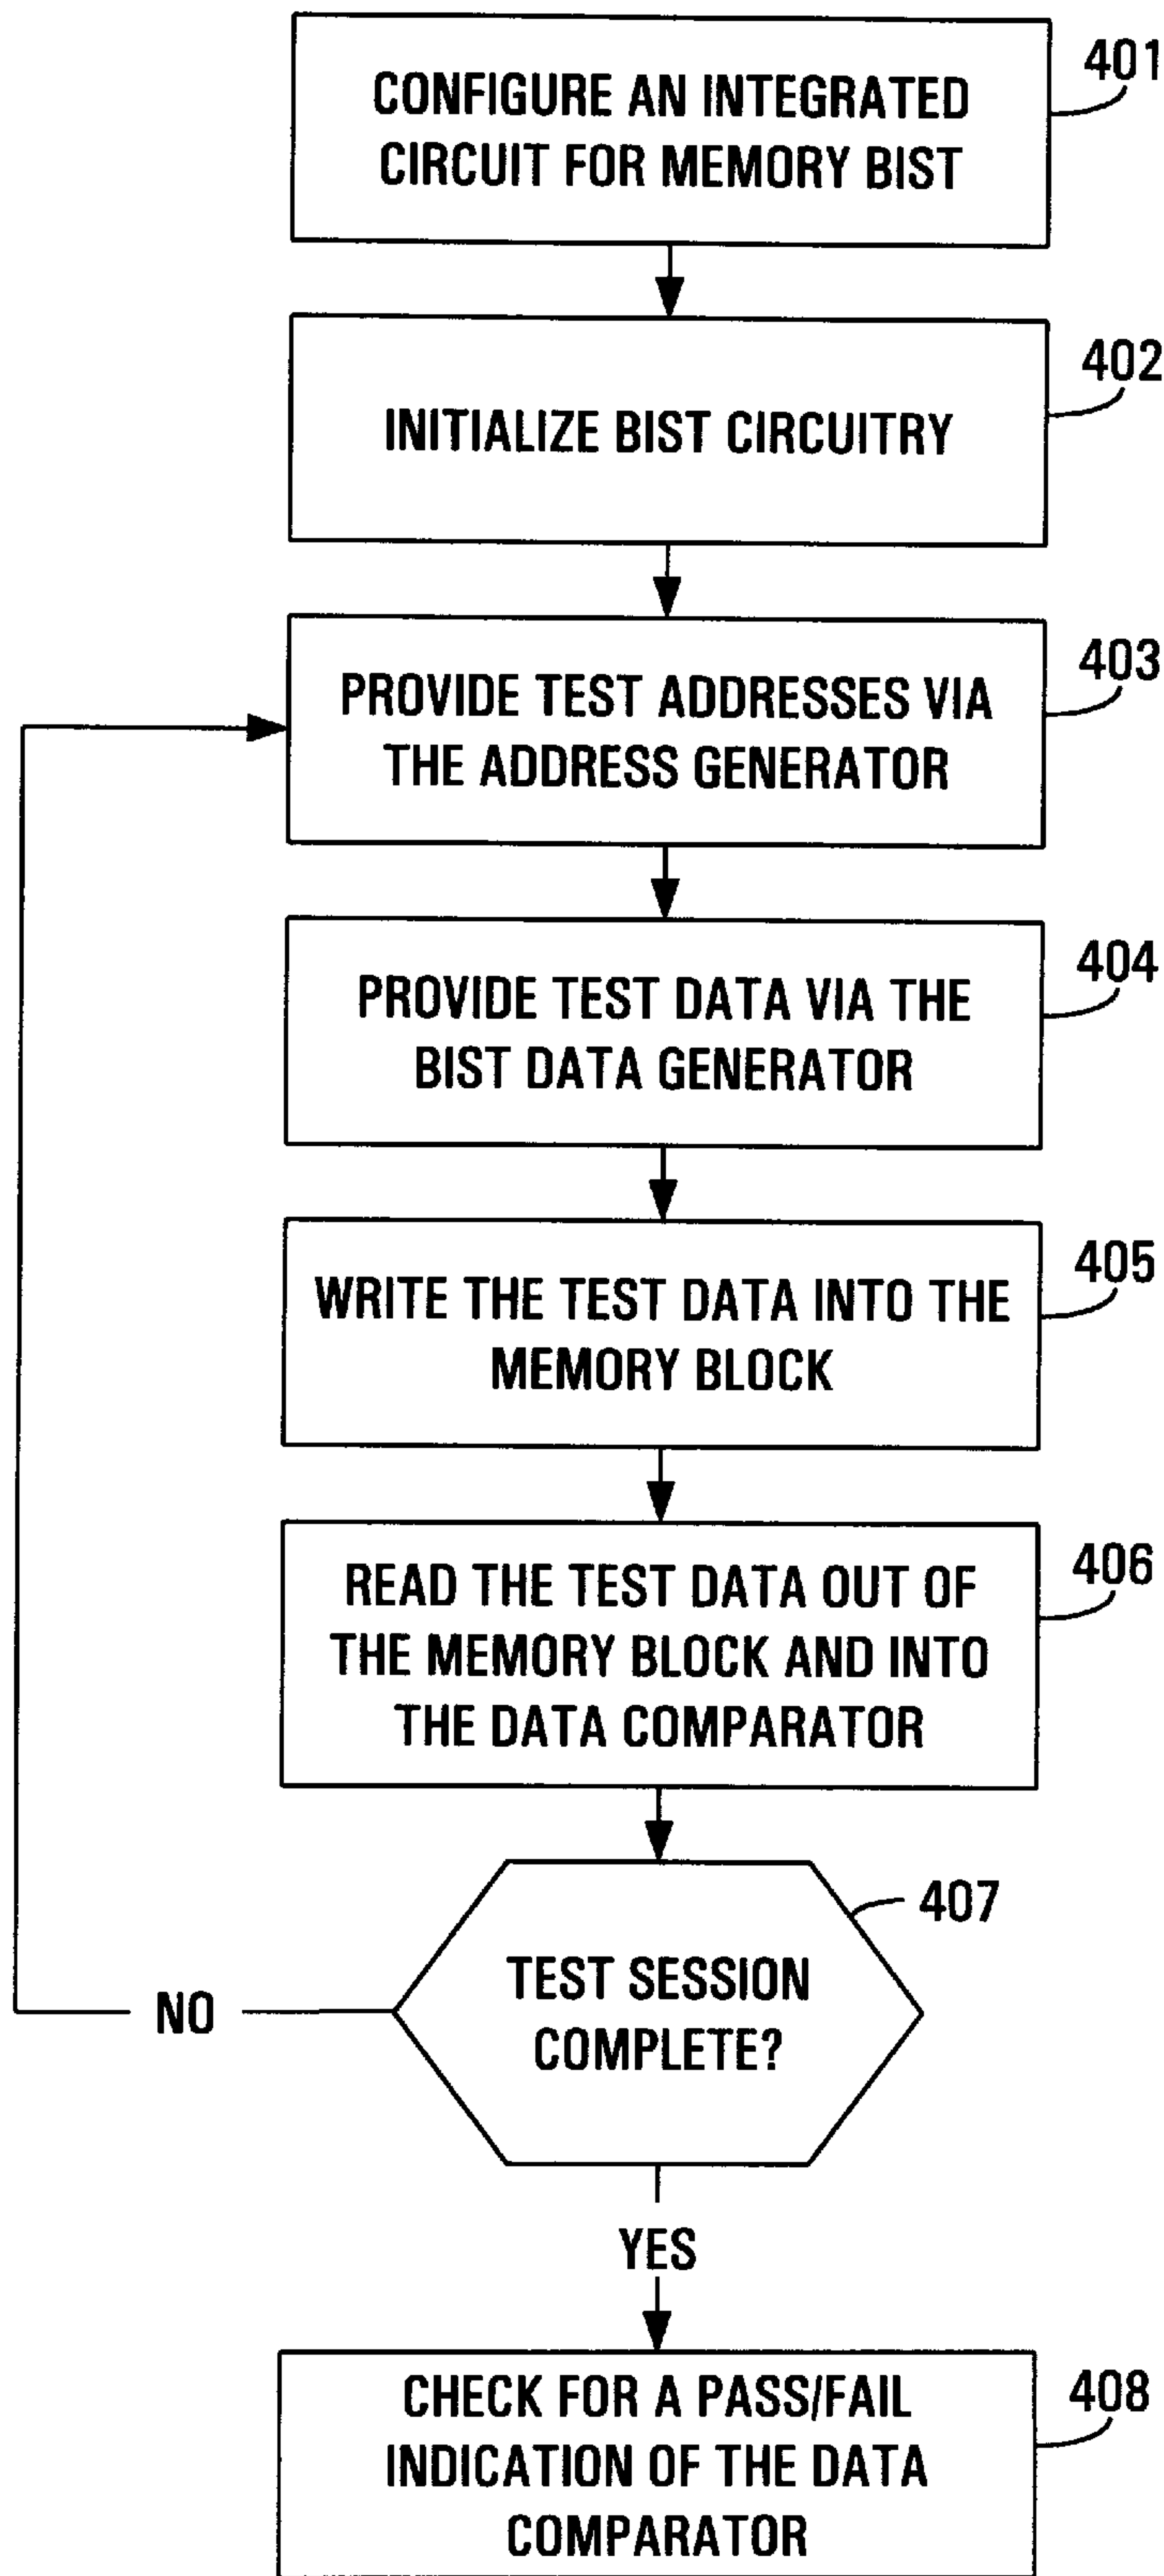 CONFIGURE AN INTEGRATED
CIRCUIT FOR MEMORY BIST
401
INITIALIZE BIST CIRCUITRY
402
PROVIDE TEST ADDRESSES VIA
THE ADDRESS GENERATOR
403
PROVIDE TEST DATA VIA THE
BIST DATA GENERATOR
404
WRITE THE TEST DATA INTO THE
MEMORY BLOCK
405
READ THE TEST DATA OUT OF
THE MEMORY BLOCK AND INTO
THE DATA COMPARATOR
406
TEST SESSION
COMPLETE?
407
NO
YES
CHECK FOR A PASS/FAIL
INDICATION OF THE DATA
COMPARATOR
408